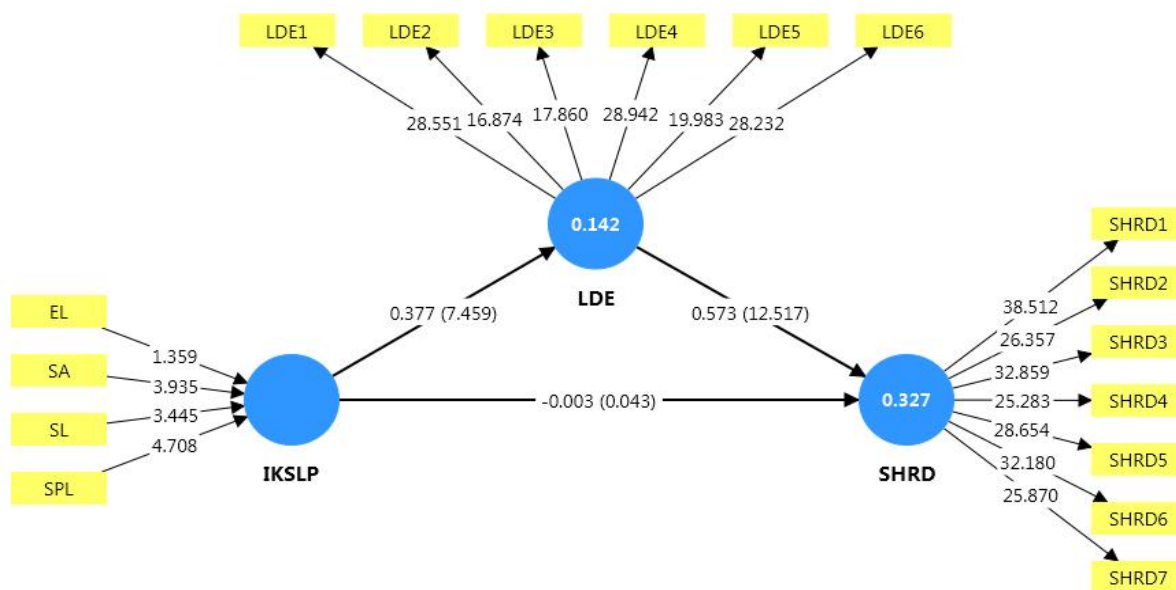 LDE1
LDE2
LDE3
LDE4
LDE5
LDE6
28.551
16.874
17.860
28.942
19.983
28.232
0.142
LDE
0.377 (7.459)
0.573 (12.517)
EL
SA
SL
SPL
1.359
3.935
3.445
4.708
IKSLP
-0.003 (0.043)
0.327
SHRD
38.512
26.357
32.859
25.283
28.654
32.180
25.870
SHRD1
SHRD2
SHRD3
SHRD4
SHRD5
SHRD6
SHRD7